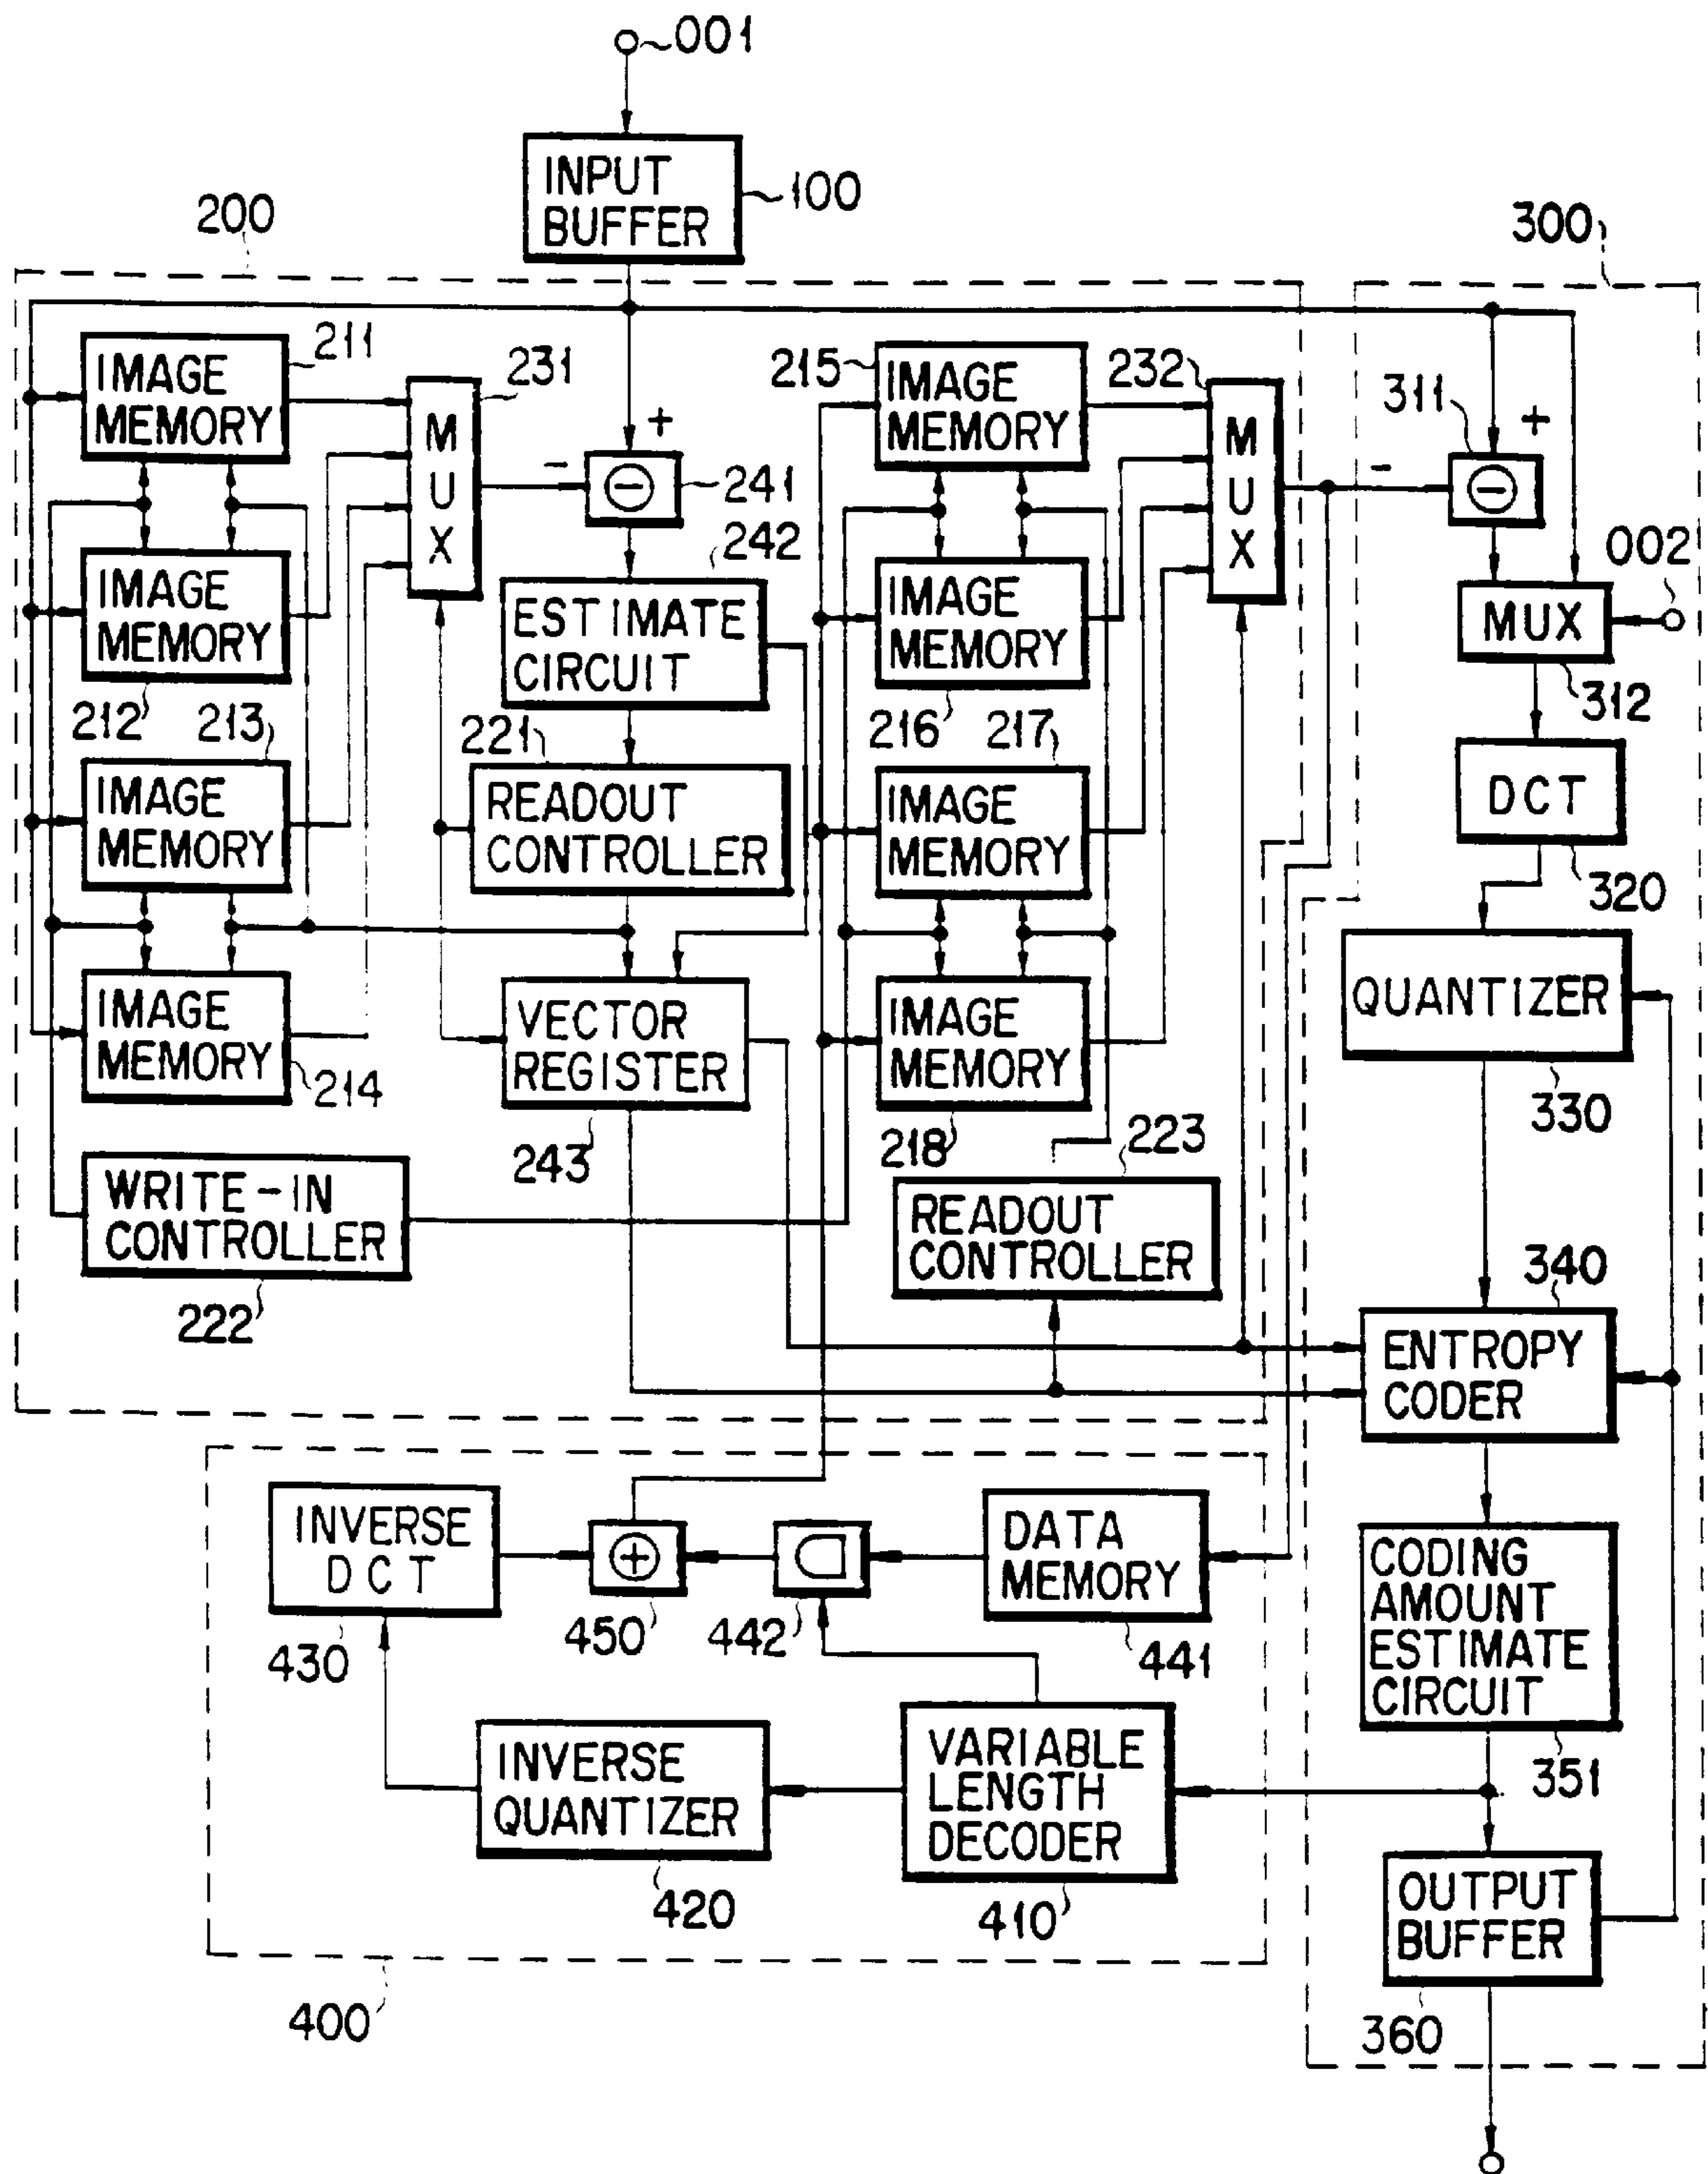 001
INPUT
BUFFER
100
200
300
IMAGE
MEMORY
211
MUX
231
+
-
241
242
215
IMAGE
MEMORY
232
MUX
311
+
-
002
IMAGE
MEMORY
212
ESTIMATE
CIRCUIT
IMAGE
MEMORY
216
MUX
312
213
IMAGE
MEMORY
221
READOUT
CONTROLLER
217
IMAGE
MEMORY
DCT
320
IMAGE
MEMORY
214
VECTOR
REGISTER
243
IMAGE
MEMORY
218
QUANTIZER
330
WRITE-IN
CONTROLLER
222
223
READOUT
CONTROLLER
340
ENTROPY
CODER
INVERSE
DCT
430
+
450
442
DATA
MEMORY
441
CODING
AMOUNT
ESTIMATE
CIRCUIT
351
INVERSE
QUANTIZER
420
VARIABLE
LENGTH
DECODER
410
OUTPUT
BUFFER
360
400